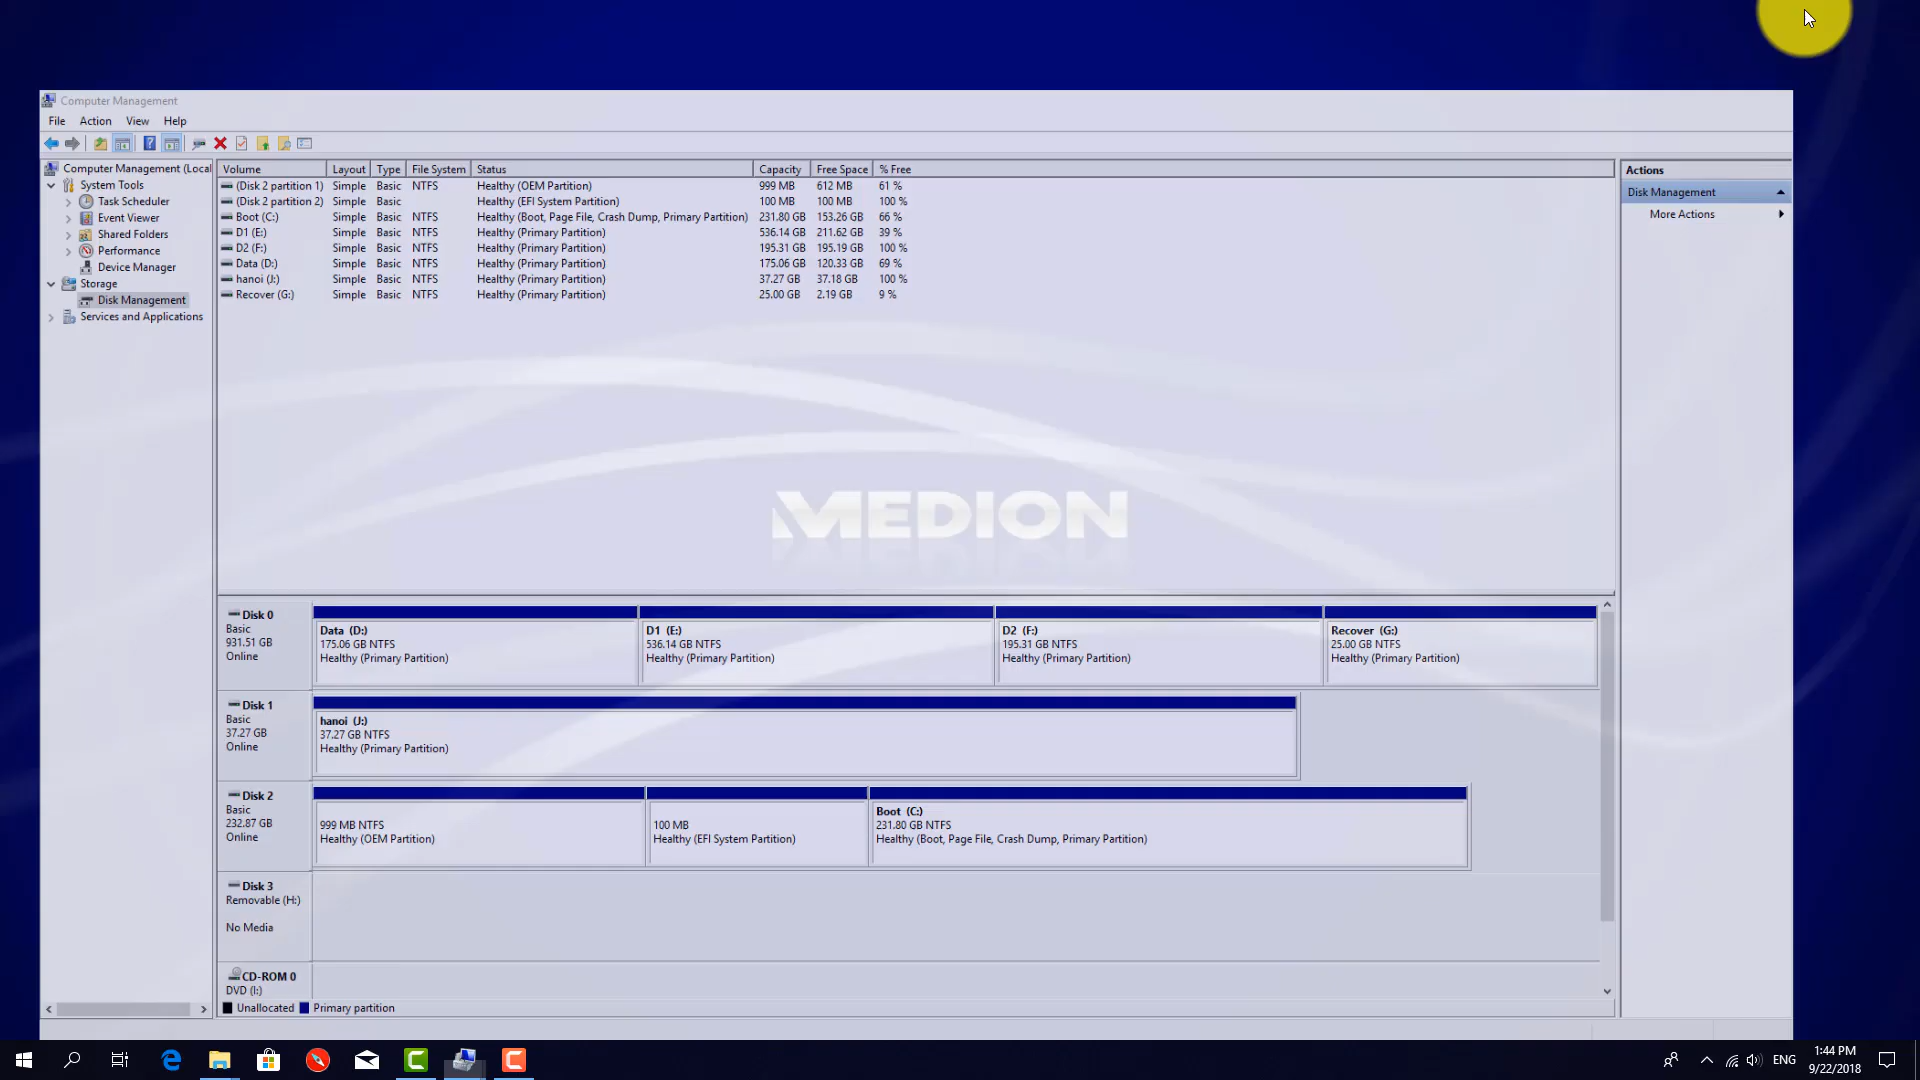 Computer Management
File Action View Help
Computer Management (Local
System Tools
Task Scheduler
Event Viewer
Shared Folders
Performance
Device Manager
Storage
Disk Management
Services and Applications
Volume Layout Type File System Status Capacity Free Space % Free
(Disk 2 partition 1) Simple Basic NTFS Healthy (OEM Partition) 999 MB 612 MB 61 %
(Disk 2 partition 2) Simple Basic Healthy (EFI System Partition) 100 MB 100 MB 100 %
Boot (C:) Simple Basic NTFS Healthy (Boot, Page File, Crash Dump, Primary Partition) 231.80 GB 153.26 GB 66 %
D1 (E:) Simple Basic NTFS Healthy (Primary Partition) 536.14 GB 211.62 GB 39 %
D2 (F:) Simple Basic NTFS Healthy (Primary Partition) 195.31 GB 195.19 GB 100 %
Data (D:) Simple Basic NTFS Healthy (Primary Partition) 175.06 GB 120.33 GB 69 %
hanoi (J:) Simple Basic NTFS Healthy (Primary Partition) 37.27 GB 37.18 GB 100 %
Recover (G:) Simple Basic NTFS Healthy (Primary Partition) 25.00 GB 2.19 GB 9 %
Actions
Disk Management
More Actions
MEDION
Disk 0
Basic
931.51 GB
Online
Data (D:)
175.06 GB NTFS
Healthy (Primary Partition)
D1 (E:)
536.14 GB NTFS
Healthy (Primary Partition)
D2 (F:)
195.31 GB NTFS
Healthy (Primary Partition)
Recover (G:)
25.00 GB NTFS
Healthy (Primary Partition)
Disk 1
Basic
37.27 GB
Online
hanoi (J:)
37.27 GB NTFS
Healthy (Primary Partition)
Disk 2
Basic
232.87 GB
Online
999 MB NTFS
Healthy (OEM Partition)
100 MB
Healthy (EFI System Partition)
Boot (C:)
231.80 GB NTFS
Healthy (Boot, Page File, Crash Dump, Primary Partition)
Disk 3
Removable (H:)
No Media
CD-ROM 0
DVD (I:)
Unallocated Primary partition
ENG
1:44 PM
9/22/2018